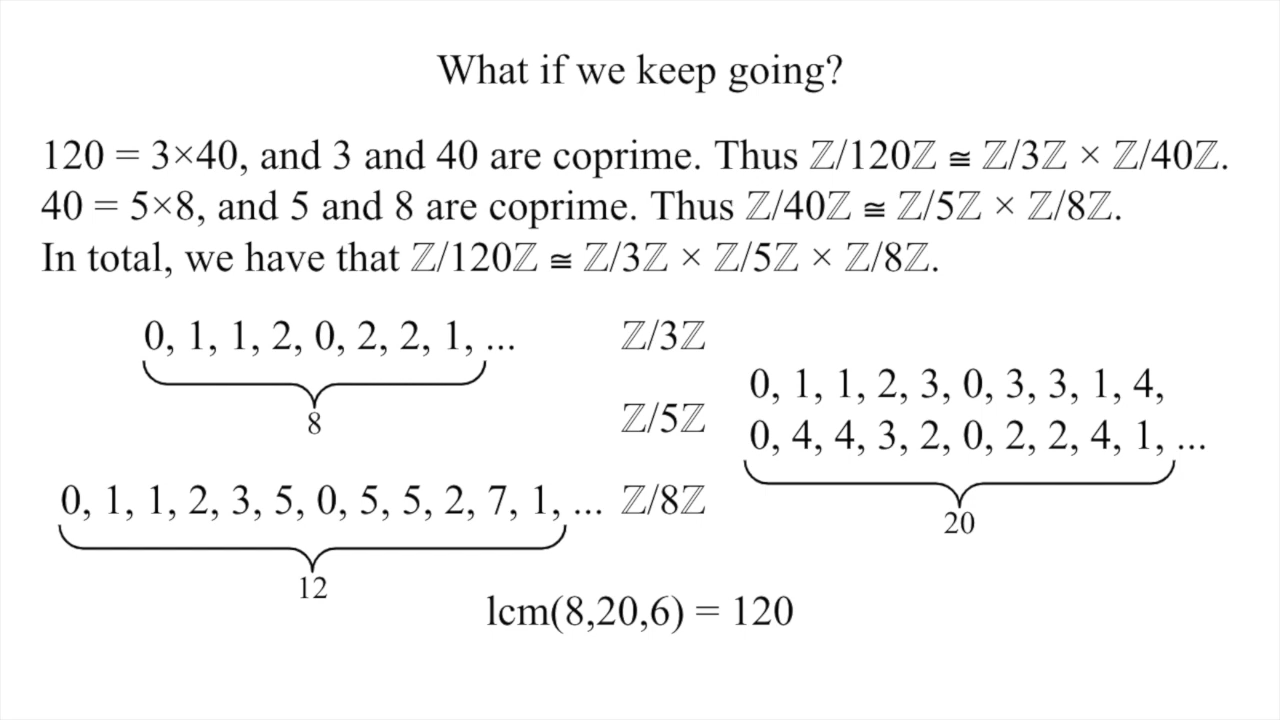 What if we keep going?
120 = 3×40, and 3 and 40 are coprime. Thus ℤ/120ℤ ≅ ℤ/3ℤ × ℤ/40ℤ.
40 = 5×8, and 5 and 8 are coprime. Thus ℤ/40ℤ ≅ ℤ/5ℤ × ℤ/8ℤ.
In total, we have that ℤ/120ℤ ≅ ℤ/3ℤ × ℤ/5ℤ × ℤ/8ℤ.
0, 1, 1, 2, 0, 2, 2, 1, ... ℤ/3ℤ
8
ℤ/5ℤ
0, 1, 1, 2, 3, 0, 3, 3, 1, 4,
0, 4, 4, 3, 2, 0, 2, 2, 4, 1, ...
20
0, 1, 1, 2, 3, 5, 0, 5, 5, 2, 7, 1, ... ℤ/8ℤ
12
lcm(8,20,6) = 120